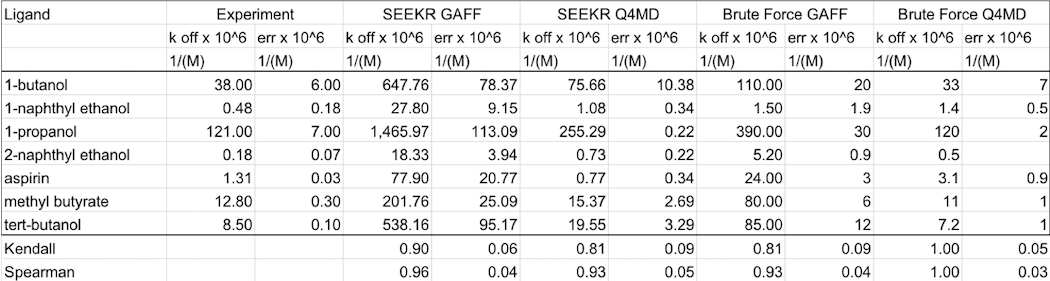 Ligand Experiment SEEKR GAFF SEEKR Q4MD Brute Force GAFF Brute Force Q4MD
k off x 10^6 err x 10^6 k off x 10^6 err x 10^6 k off x 10^6 err x 10^6 k off x 10^6 err x 10^6 k off x 10^6 err x 10^6
1/(M) 1/(M) 1/(M) 1/(M) 1/(M) 1/(M) 1/(M) 1/(M) 1/(M) 1/(M)
1-butanol 38.00 6.00 647.76 78.37 75.66 10.38 110.00 20 33 7
1-naphthyl ethanol 0.48 0.18 27.80 9.15 1.08 0.34 1.50 1.9 1.4 0.5
1-propanol 121.00 7.00 1,465.97 113.09 255.29 0.22 390.00 30 120 2
2-naphthyl ethanol 0.18 0.07 18.33 3.94 0.73 0.22 5.20 0.9 0.5
aspirin 1.31 0.03 77.90 20.77 0.77 0.34 24.00 3 3.1 0.9
methyl butyrate 12.80 0.30 201.76 25.09 15.37 2.69 80.00 6 11 1
tert-butanol 8.50 0.10 538.16 95.17 19.55 3.29 85.00 12 7.2 1
Kendall 0.90 0.06 0.81 0.09 0.81 0.09 1.00 0.05
Spearman 0.96 0.04 0.93 0.05 0.93 0.04 1.00 0.03